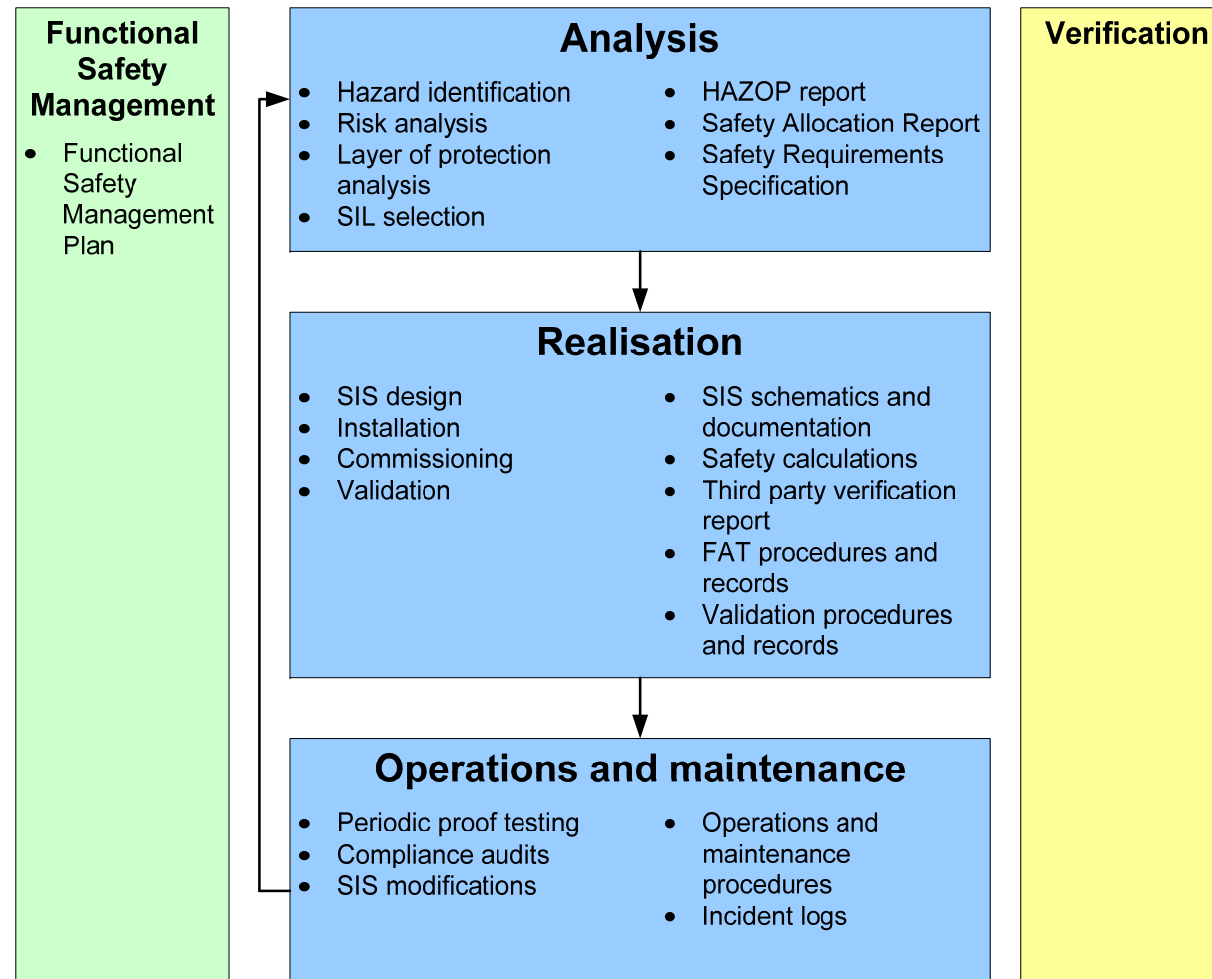 Functional
Safety
Management
• Functional
Safety
Management
Plan
Analysis
• Hazard identification
• Risk analysis
• Layer of protection
analysis
• SIL selection
• HAZOP report
• Safety Allocation Report
• Safety Requirements
Specification
Realisation
• SIS design
• Installation
• Commissioning
• Validation
• SIS schematics and
documentation
• Safety calculations
• Third party verification
report
• FAT procedures and
records
• Validation procedures
and records
Operations and maintenance
• Periodic proof testing
• Compliance audits
• SIS modifications
• Operations and
maintenance
procedures
• Incident logs
Verification